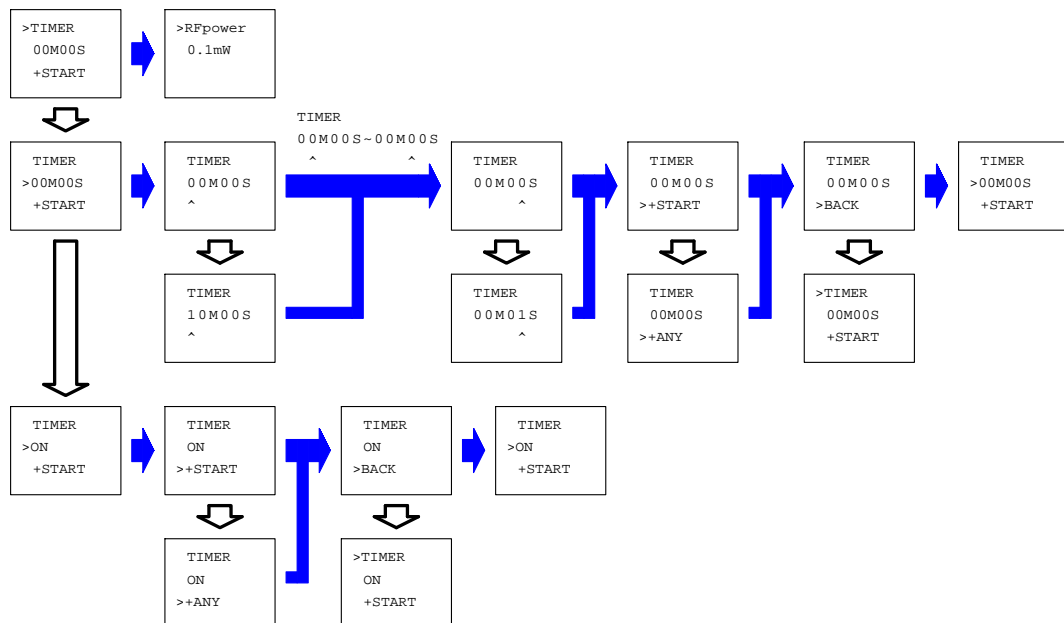 >TIMER
00M00S
+START
>RFpower
0.1mW
TIMER
>00M00S
+START
TIMER
00M00S
^
TIMER
00M00S~00M00S
^ ^
TIMER
00M00S
^
TIMER
00M00S
>+START
TIMER
00M00S
>BACK
TIMER
>00M00S
+START
TIMER
10M00S
^
TIMER
00M01S
^
TIMER
00M00S
>+ANY
>TIMER
00M00S
+START
TIMER
>ON
+START
TIMER
ON
>+START
TIMER
ON
>BACK
TIMER
>ON
+START
TIMER
ON
>+ANY
>TIMER
ON
+START